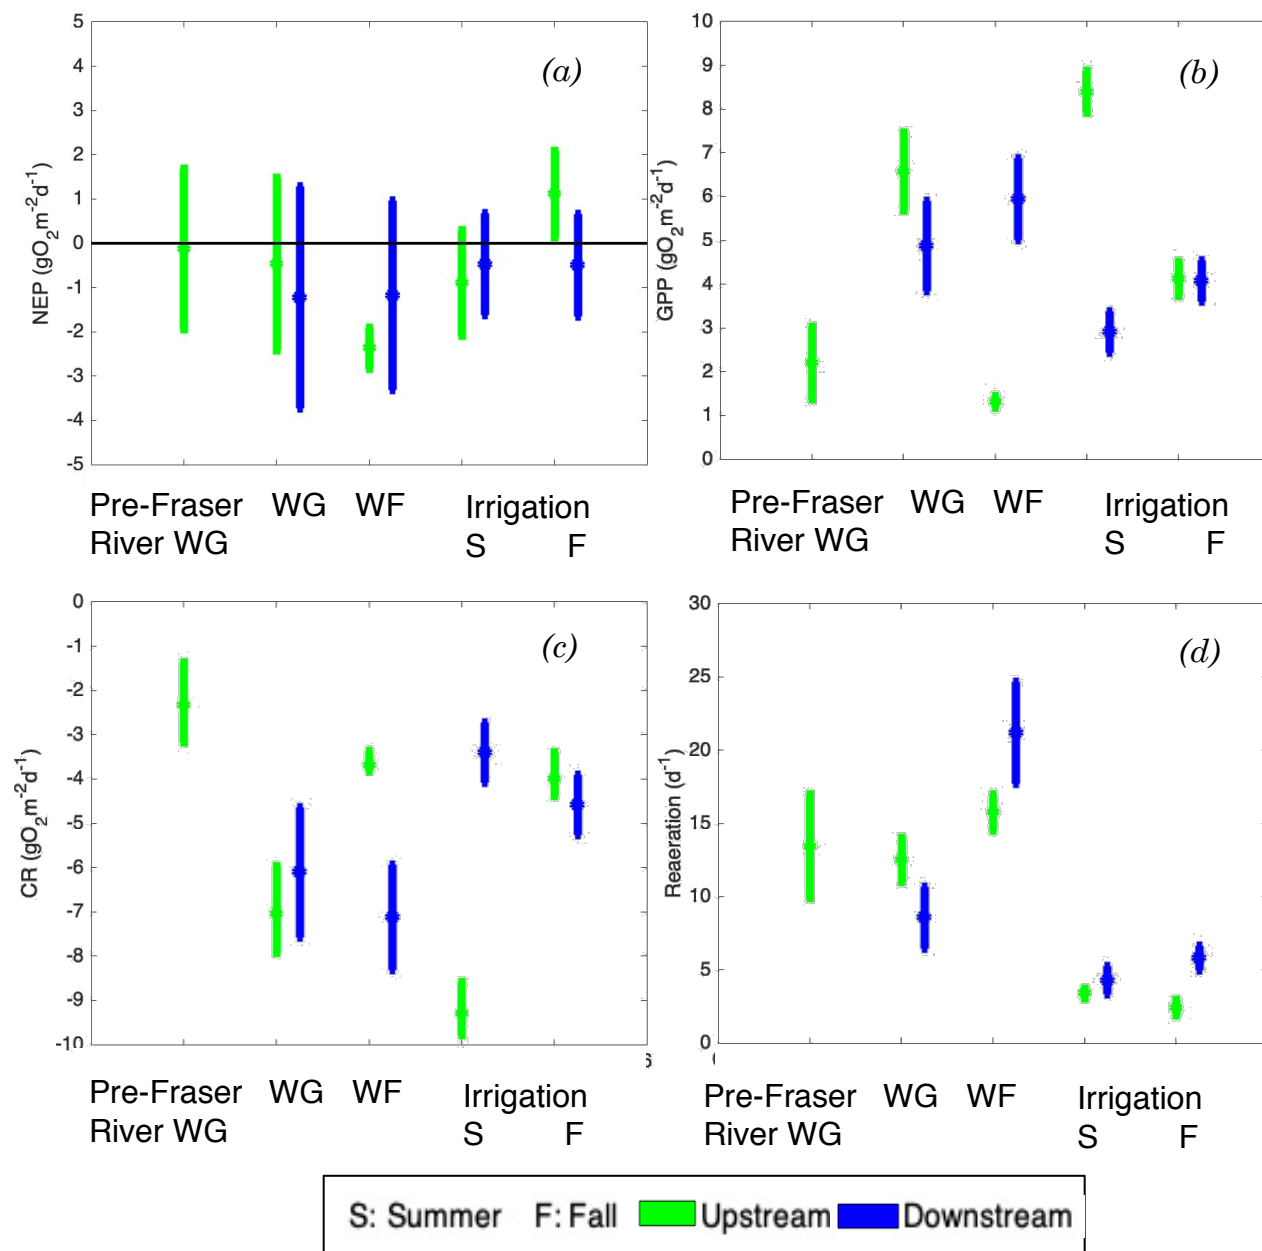 (a)
NEP (gO2m-2d-1)
5
4
3
2
1
0
-1
-2
-3
-4
-5
Pre-Fraser WG WF Irrigation
River WG S F
(b)
GPP (gO2m-2d-1)
10
9
8
7
6
5
4
3
2
1
0
Pre-Fraser WG WF Irrigation
River WG S F
(c)
CR (gO2m-2d-1)
0
-1
-2
-3
-4
-5
-6
-7
-8
-9
-10
Pre-Fraser WG WF Irrigation
River WG S F
(d)
Reaeration (d-1)
30
25
20
15
10
5
0
Pre-Fraser WG WF Irrigation
River WG S F
S: Summer F: Fall Upstream Downstream